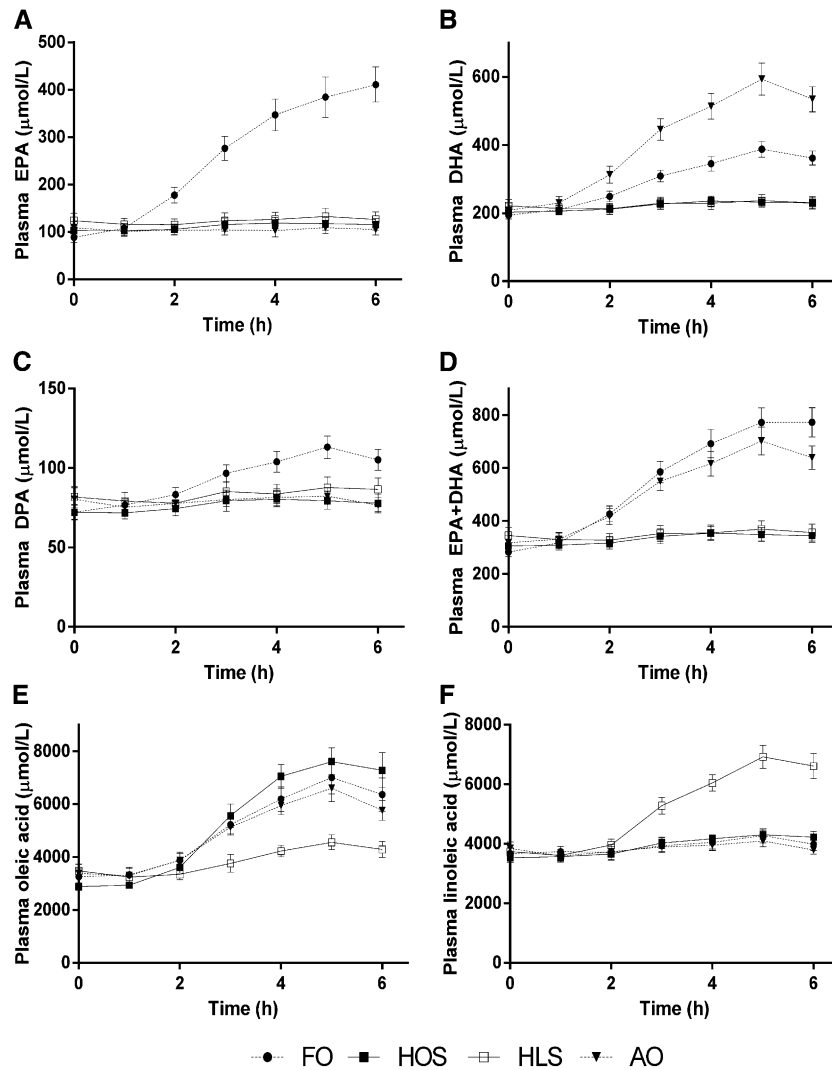 A
Plasma EPA (μmol/L)
500
400
300
200
100
0
0 2 4 6
Time (h)
B
Plasma DHA (μmol/L)
600
400
200
0
0 2 4 6
Time (h)
C
Plasma DPA (μmol/L)
150
100
50
0
0 2 4 6
Time (h)
D
Plasma EPA+DHA (μmol/L)
800
600
400
200
0
0 2 4 6
Time (h)
E
Plasma oleic acid (μmol/L)
8000
6000
4000
2000
0
0 2 4 6
Time (h)
F
Plasma linoleic acid (μmol/L)
8000
6000
4000
2000
0
0 2 4 6
Time (h)
FO HOS HLS AO